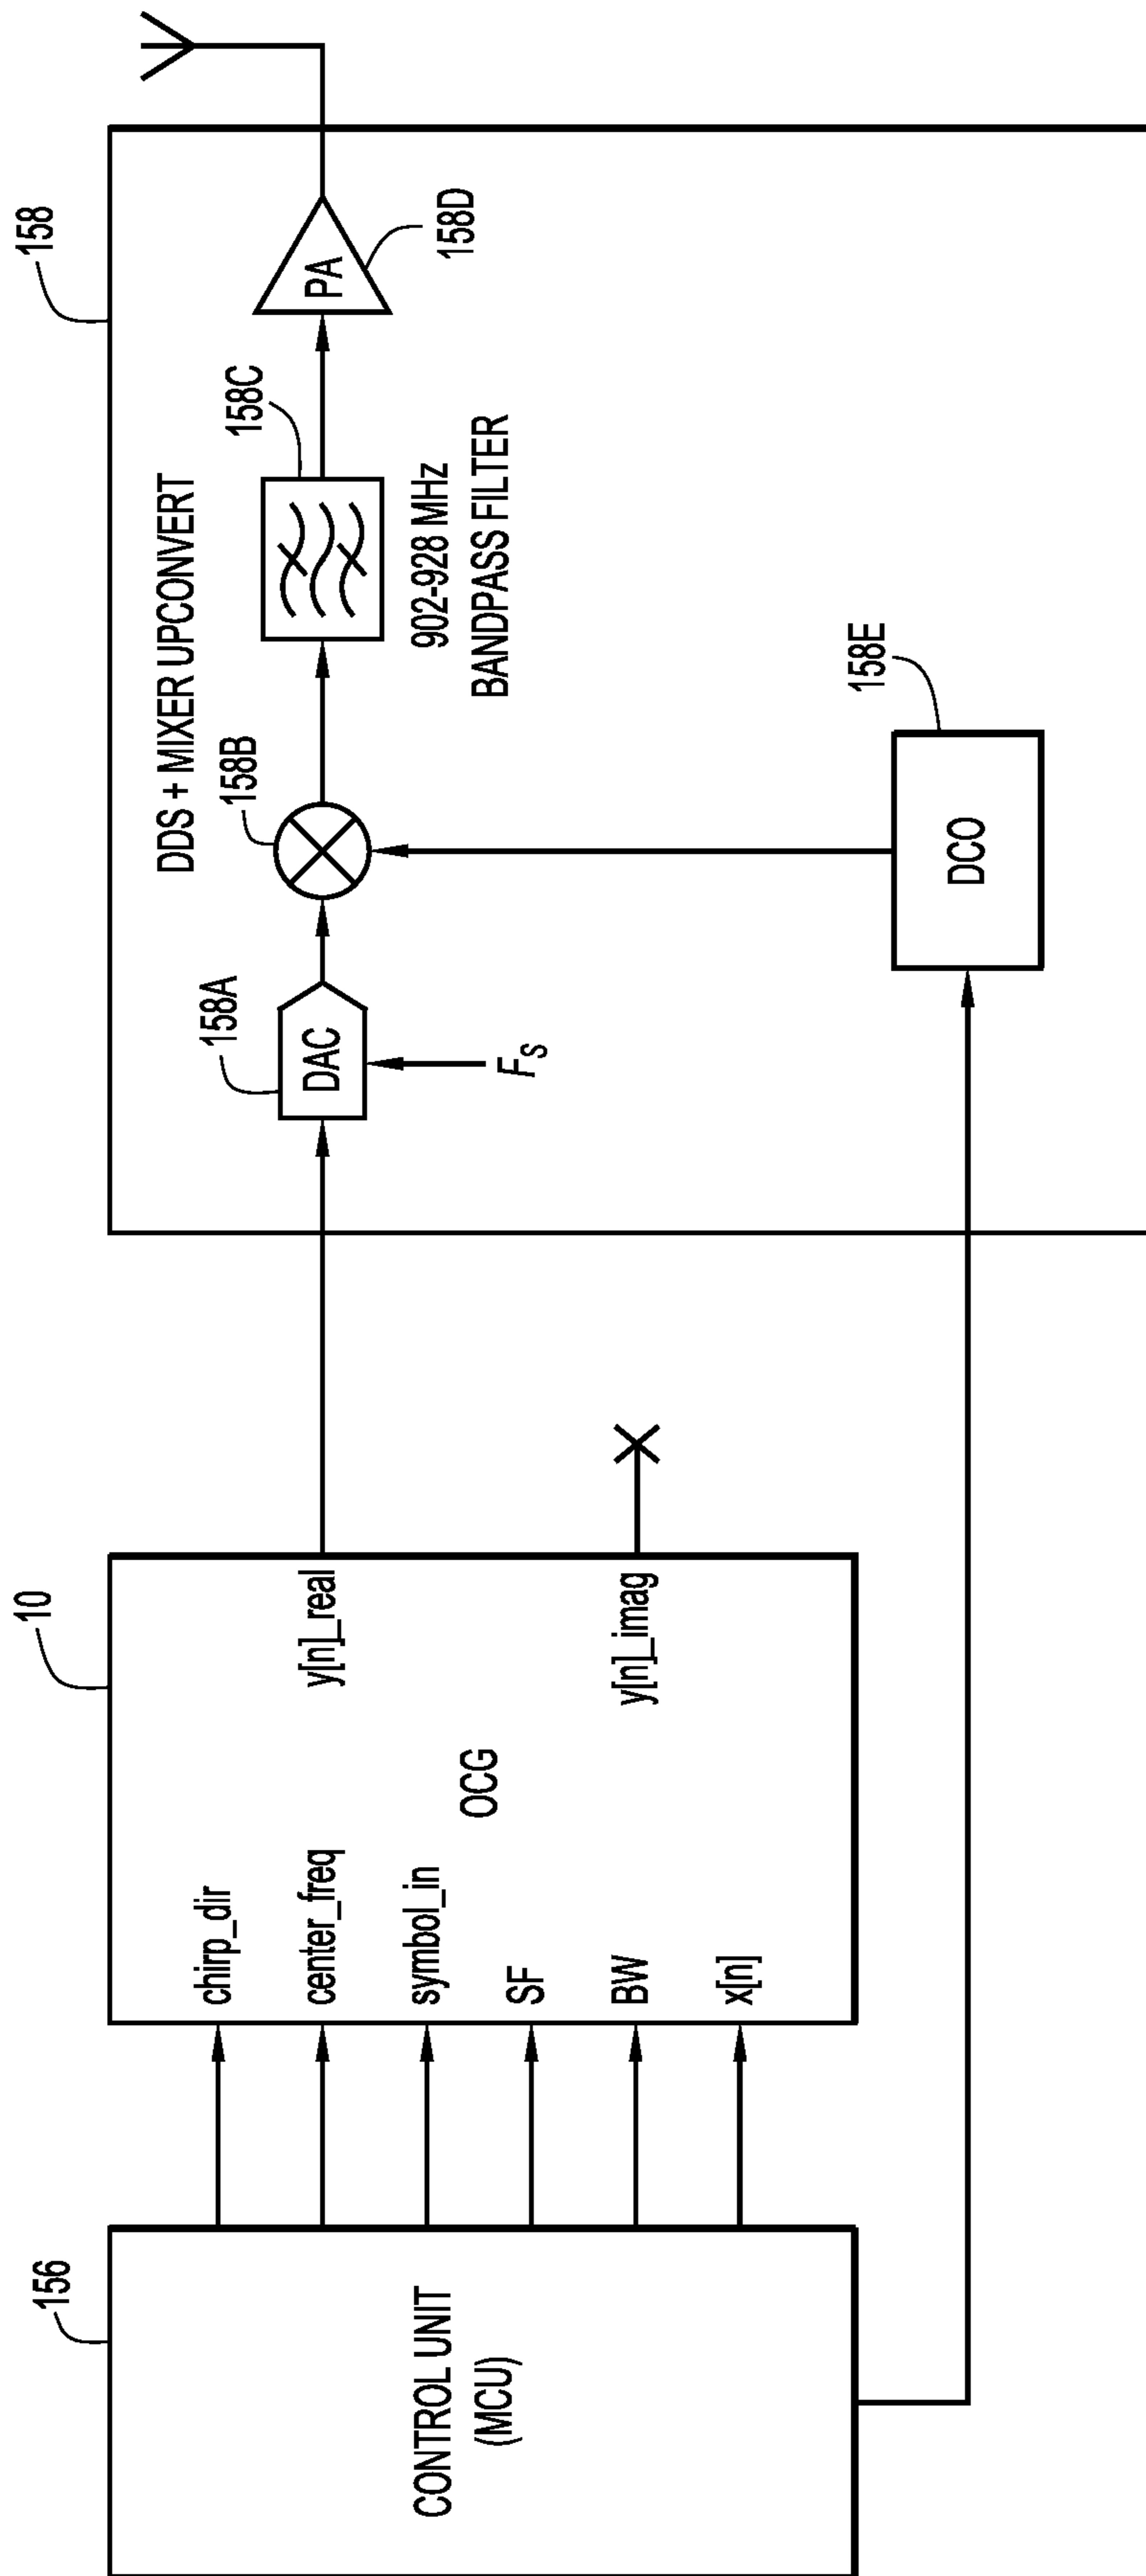 156
CONTROL UNIT
(MCU)
10
chirp_dir
center_freq
symbol_in
SF
BW
x[n]
OCG
y[n]_real
y[n]_imag
158
DDS + MIXER UPCONVERT
158A
DAC
FS
158B
158C
902-928 MHz
BANDPASS FILTER
PA
158D
158E
DCO